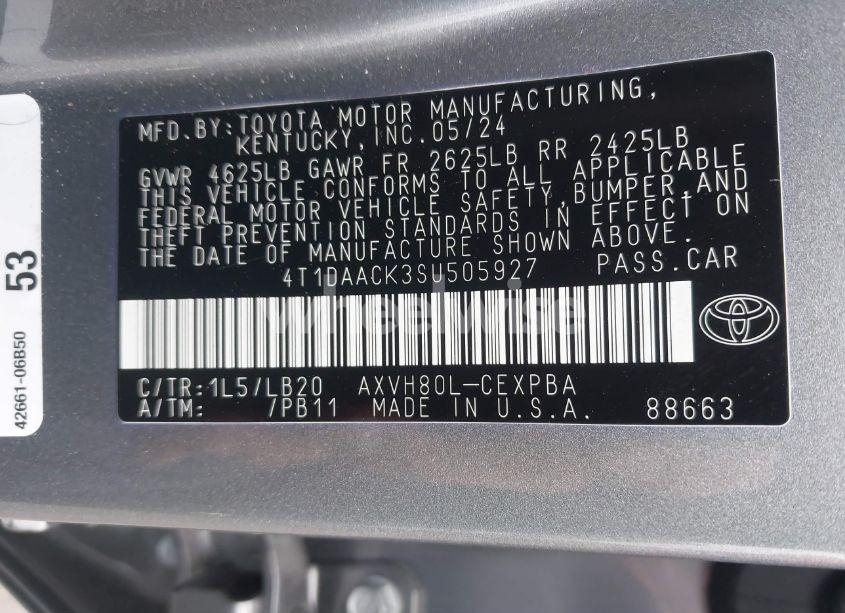 MFD.BY:TOYOTA MOTOR MANUFACTURING,
KENTUCKY,INC.05/24
GVWR 4625LB GAWR FR 2625LB RR 2425LB
THIS VEHICLE CONFORMS TO ALL APPLICABLE
FEDERAL MOTOR VEHICLE SAFETY,BUMPER,AND
THEFT PREVENTION STANDARDS IN EFFECT ON
THE DATE OF MANUFACTURE SHOWN ABOVE.
4T1DAACK3SU505927 PASS.CAR
wheelwise
C/TR:1L5/LB20 AXVH80L-CEXPBA
A/TM: /PB11 MADE IN U.S.A. 88663
53
42661-06B50